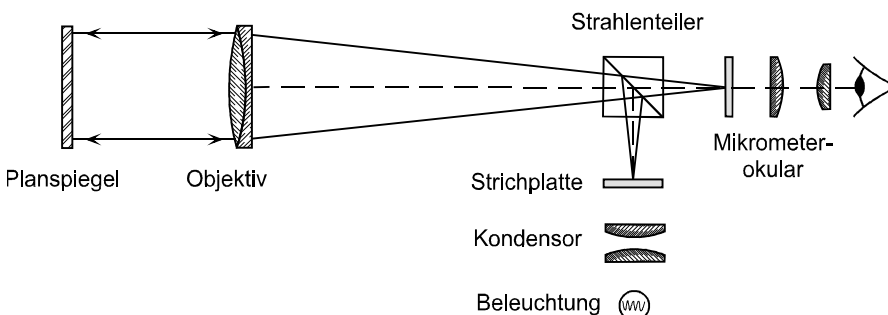 Strahlenteiler
Planspiegel
Objektiv
Mikrometer-
okular
Strichplatte
Kondensor
Beleuchtung